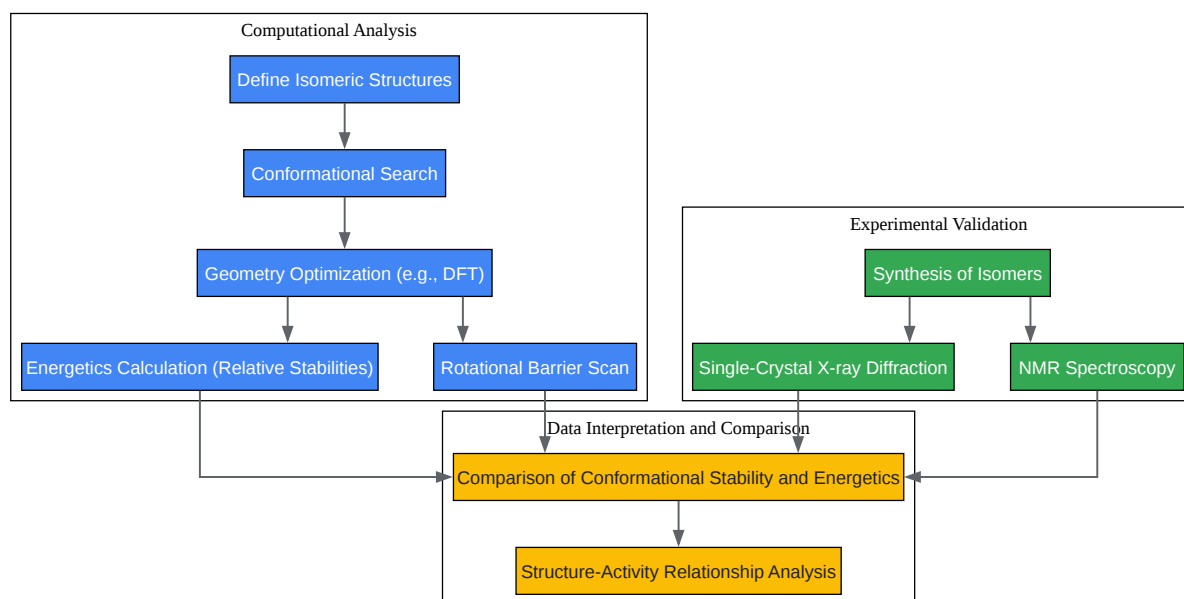 Computational Analysis
Define Isomeric Structures
Conformational Search
Geometry Optimization (e.g., DFT)
Energetics Calculation (Relative Stabilities)
Rotational Barrier Scan
Experimental Validation
Synthesis of Isomers
Single-Crystal X-ray Diffraction
NMR Spectroscopy
Data Interpretation and Comparison
Comparison of Conformational Stability and Energetics
Structure-Activity Relationship Analysis